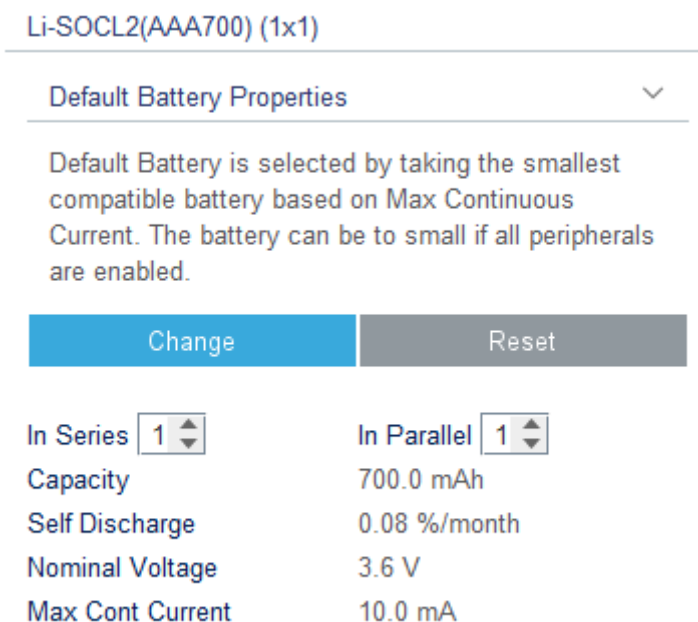 Li-SOCL2(AAA700) (1x1)
Default Battery Properties
Default Battery is selected by taking the smallest
compatible battery based on Max Continuous
Current. The battery can be to small if all peripherals
are enabled.
Change Reset
In Series 1 In Parallel 1
Capacity 700.0 mAh
Self Discharge 0.08 %/month
Nominal Voltage 3.6 V
Max Cont Current 10.0 mA